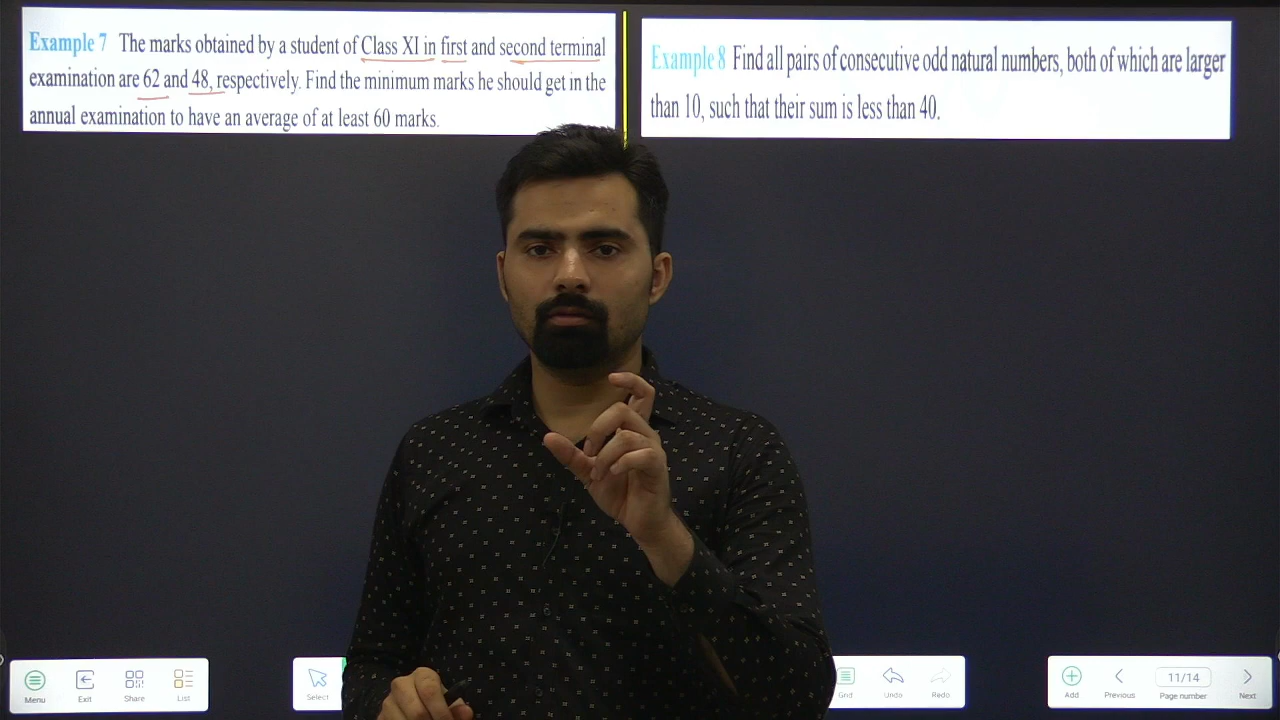 Example 7 The marks obtained by a student of Class XI in first and second terminal
examination are 62 and 48, respectively. Find the minimum marks he should get in the
annual examination to have an average of at least 60 marks.
Example 8 Find all pairs of consecutive odd natural numbers, both of which are larger
than 10, such that their sum is less than 40.
Menu Exit Share List Select Grid Undo Redo Add Previous 11/14 Page number Next